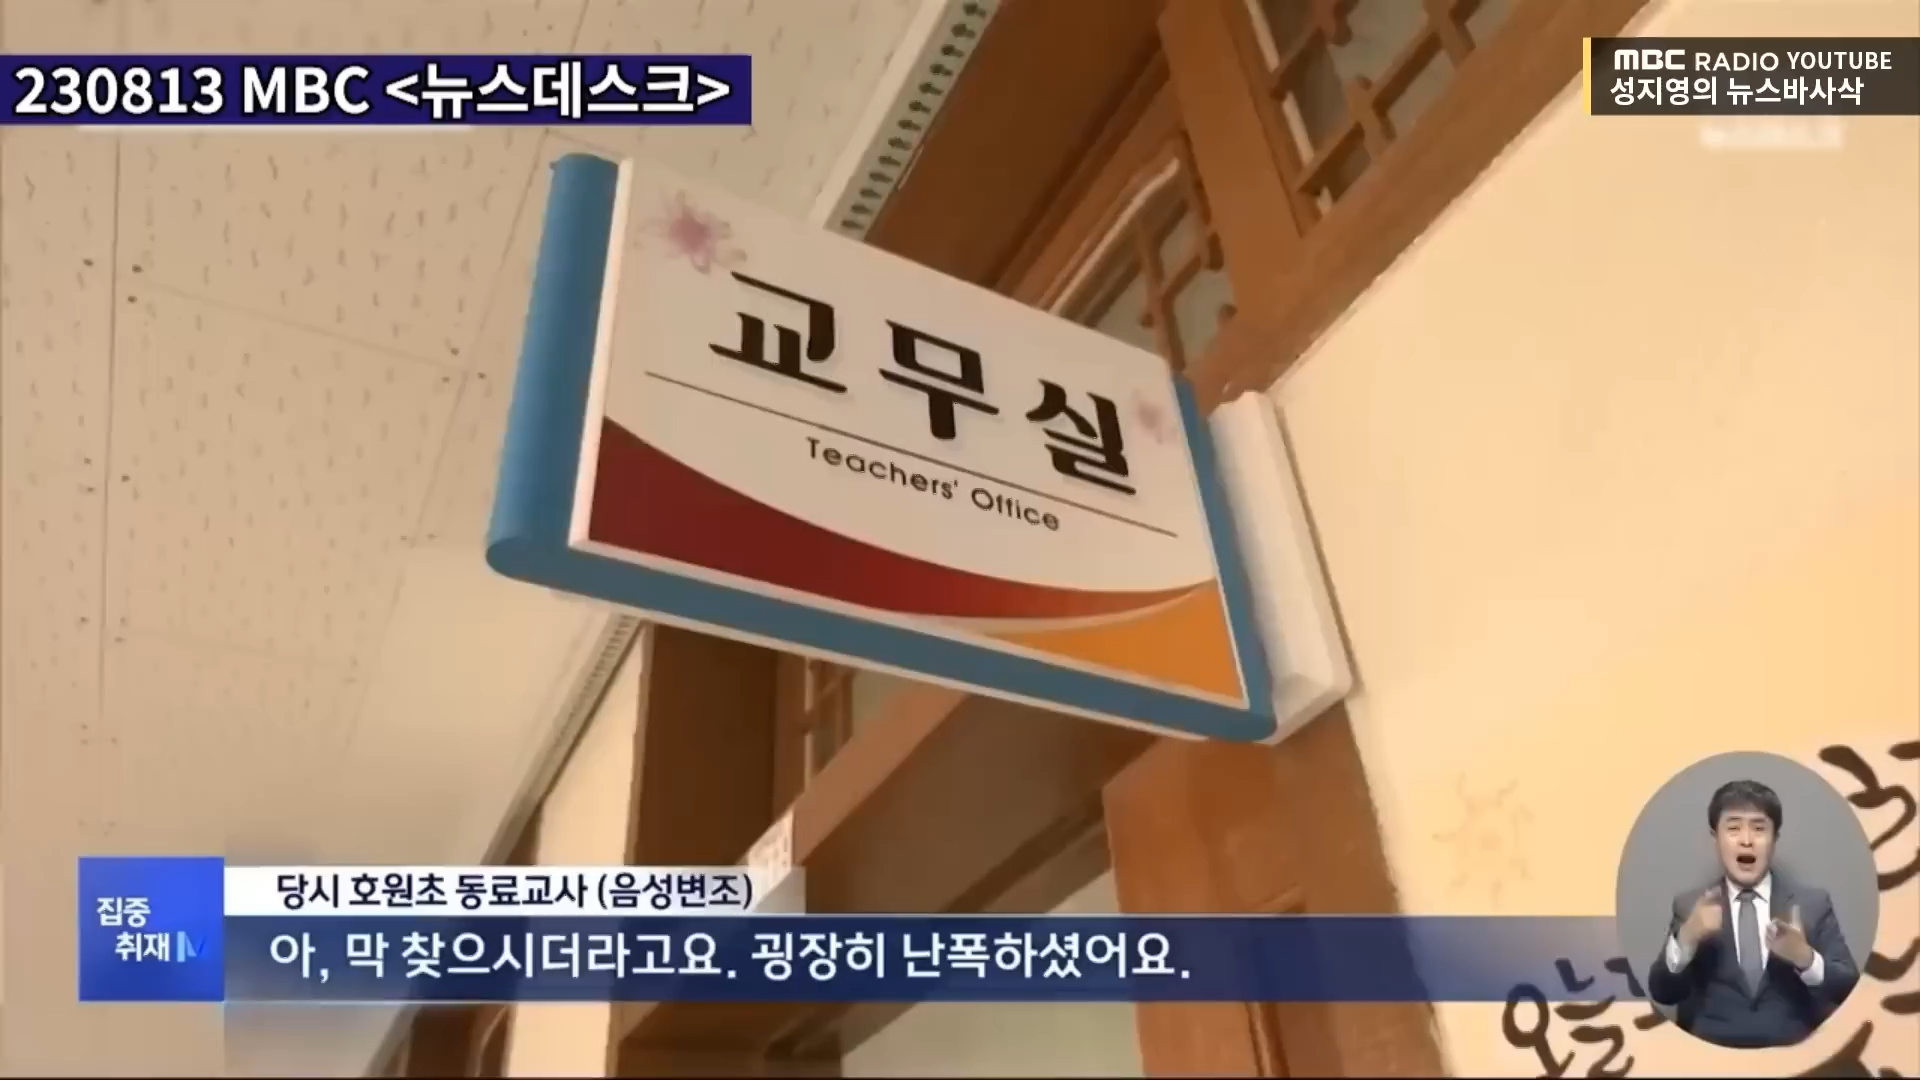 230813 MBC <뉴스데스크>
MBC RADIO YOUTUBE
성지영의 뉴스바사삭
교무실
Teachers' Office
집중
취재 M
당시 호원초 동료교사 (음성변조)
아, 막 찾으시더라고요. 굉장히 난폭하셨어요.
오늘